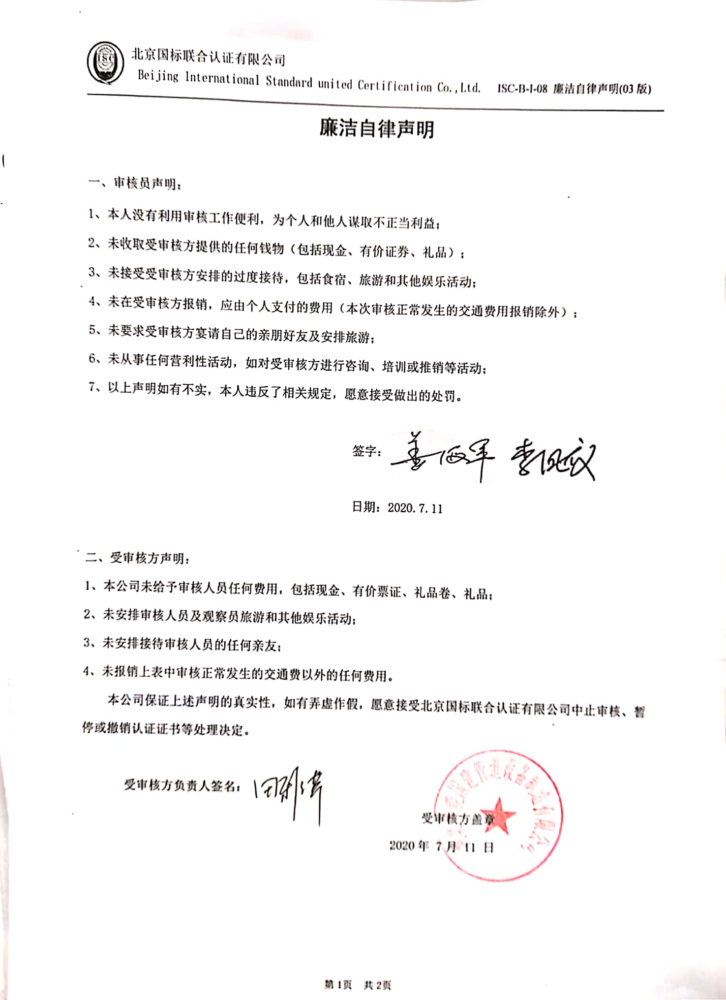 ISC
北京国标联合认证有限公司
Beijing International Standard united Certification Co.,Ltd. ISC-B-I-08 廉洁自律声明(03 版)
廉洁自律声明
一、审核员声明：
1、本人没有利用审核工作便利，为个人和他人谋取不正当利益；
2、未收取受审核方提供的任何钱物（包括现金、有价证券、礼品）；
3、未接受受审核方安排的过度接待，包括食宿、旅游和其他娱乐活动；
4、未在受审核方报销，应由个人支付的费用（本次审核正常发生的交通费用报销除外）；
5、未要求受审核方宴请自己的亲朋好友及安排旅游；
6、未从事任何营利性活动，如对受审核方进行咨询、培训或推销等活动；
7、以上声明如有不实，本人违反了相关规定，愿意接受做出的处罚。
签字：姜海军
日期：2020.7.11
二、受审核方声明：
1、本公司未给予审核人员任何费用，包括现金、有价票证、礼品卷、礼品；
2、未安排审核人员及观察员旅游和其他娱乐活动；
3、未安排接待审核人员的任何亲友；
4、未报销上表中审核正常发生的交通费以外的任何费用。
本公司保证上述声明的真实性，如有弄虚作假，愿意接受北京国标联合认证有限公司中止审核、暂
停或撤销认证证书等处理决定。
受审核方负责人签名：
国建管道设备制造有限公司
受审核方盖章
2020 年 7 月 11 日
第 1页 共 2页